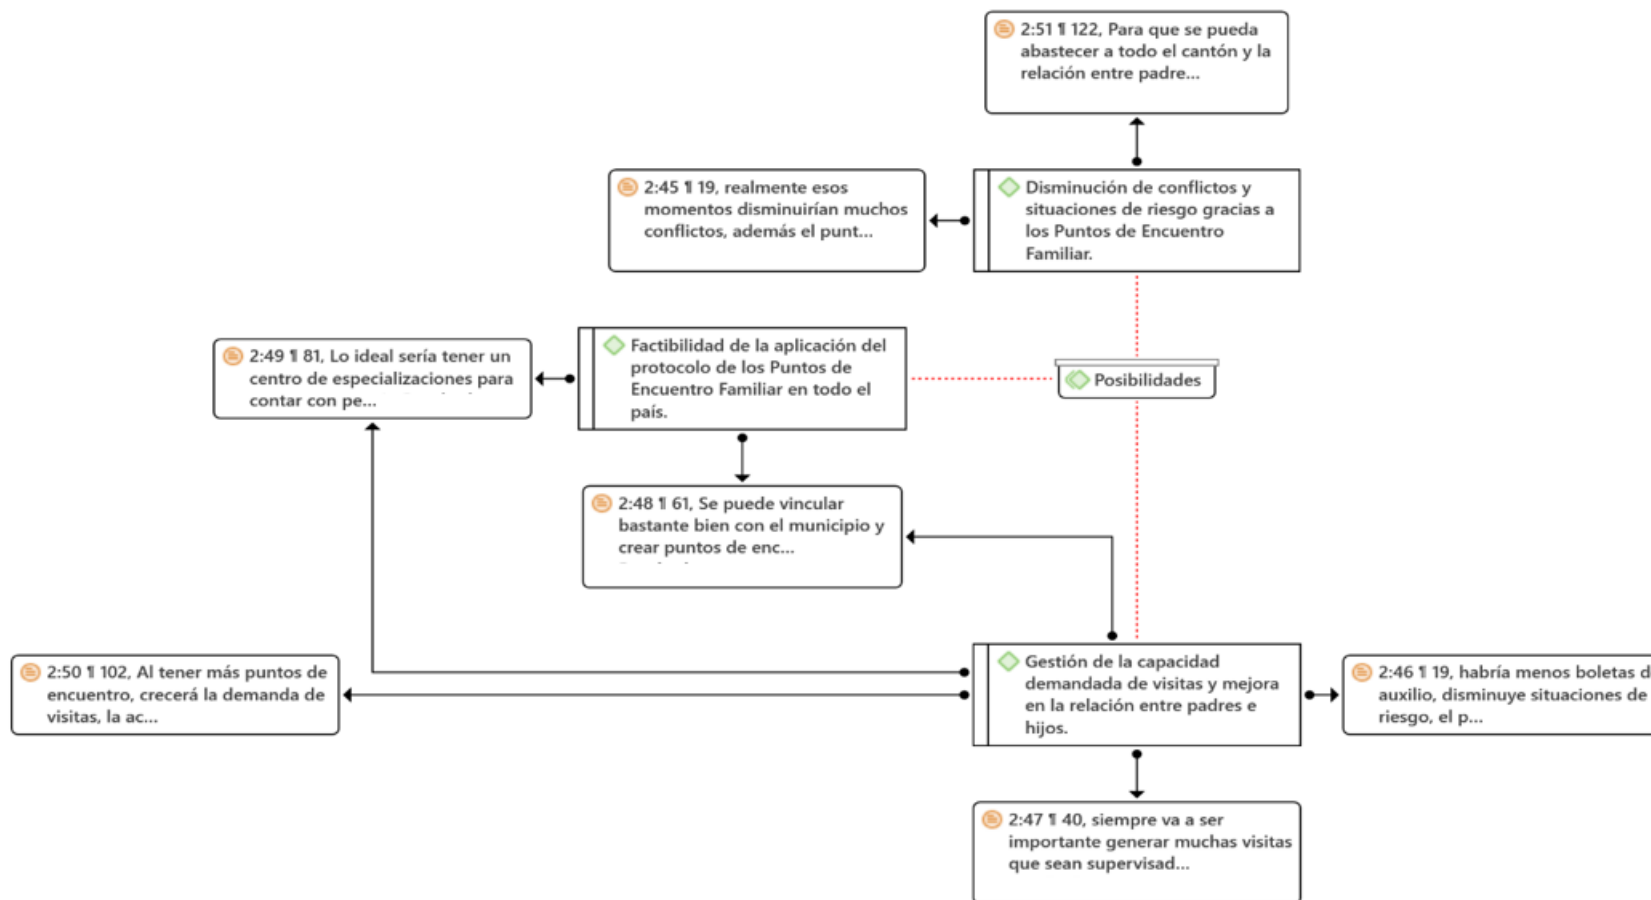 2:51 ¶ 122, Para que se pueda
abastecer a todo el cantón y la
relación entre padre...
2:45 ¶ 19, realmente esos
momentos disminuirían muchos
conflictos, además el punt...
Disminución de conflictos y
situaciones de riesgo gracias a
los Puntos de Encuentro
Familiar.
2:49 ¶ 81, Lo ideal sería tener un
centro de especializaciones para
contar con pe...
Factibilidad de la aplicación del
protocolo de los Puntos de
Encuentro Familiar en todo el
país.
Posibilidades
2:48 ¶ 61, Se puede vincular
bastante bien con el municipio y
crear puntos de enc...
2:50 ¶ 102, Al tener más puntos de
encuentro, crecerá la demanda de
visitas, la ac...
Gestión de la capacidad
demandada de visitas y mejora
en la relación entre padres e
hijos.
2:46 ¶ 19, habría menos boletas d
auxilio, disminuye situaciones de
riesgo, el p...
2:47 ¶ 40, siempre va a ser
importante generar muchas visitas
que sean supervisad...